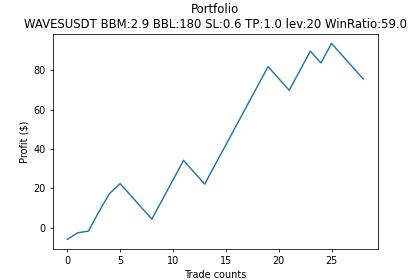 Portfolio
WAVESUSDT BBM:2.9 BBL:180 SL:0.6 TP:1.0 lev:20 WinRatio:59.0
80
60
40
20
0
Profit ($)
0 5 10 15 20 25
Trade counts